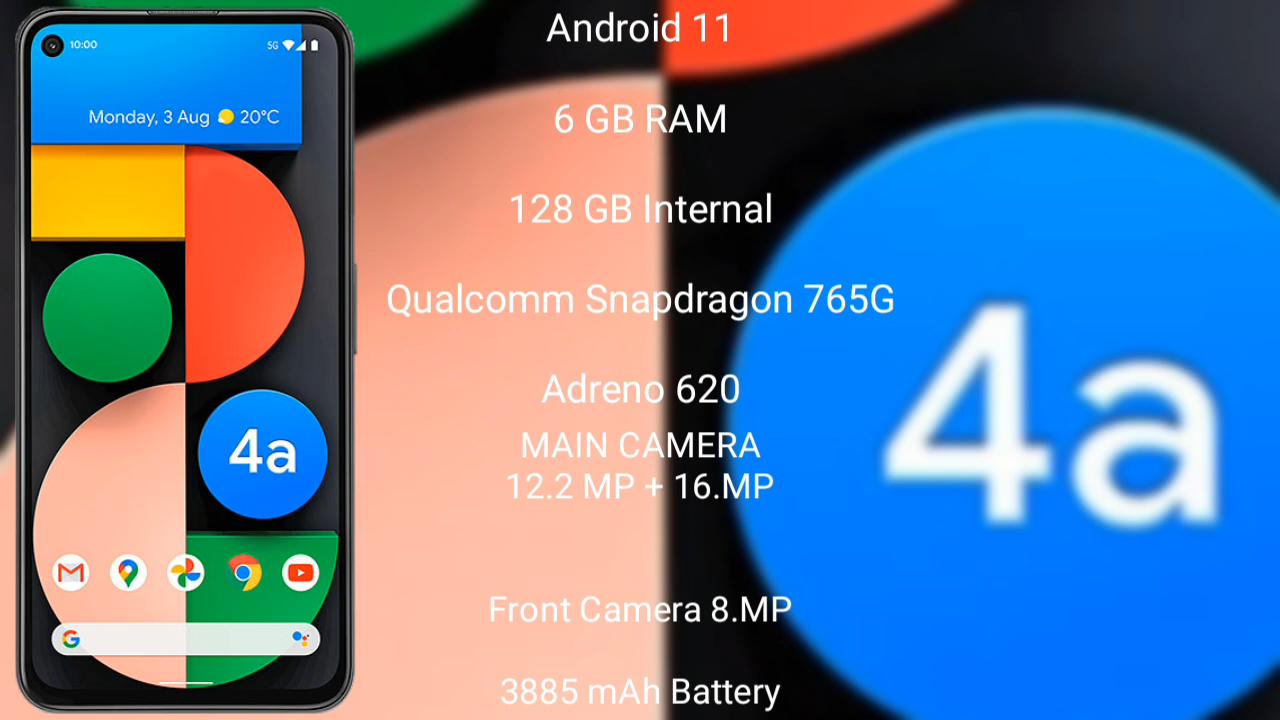 10:00
5G
Monday, 3 Aug 20°C
4a
G
Android 11
6 GB RAM
128 GB Internal
Qualcomm Snapdragon 765G
Adreno 620
MAIN CAMERA
12.2 MP + 16.MP
Front Camera 8.MP
3885 mAh Battery
4a